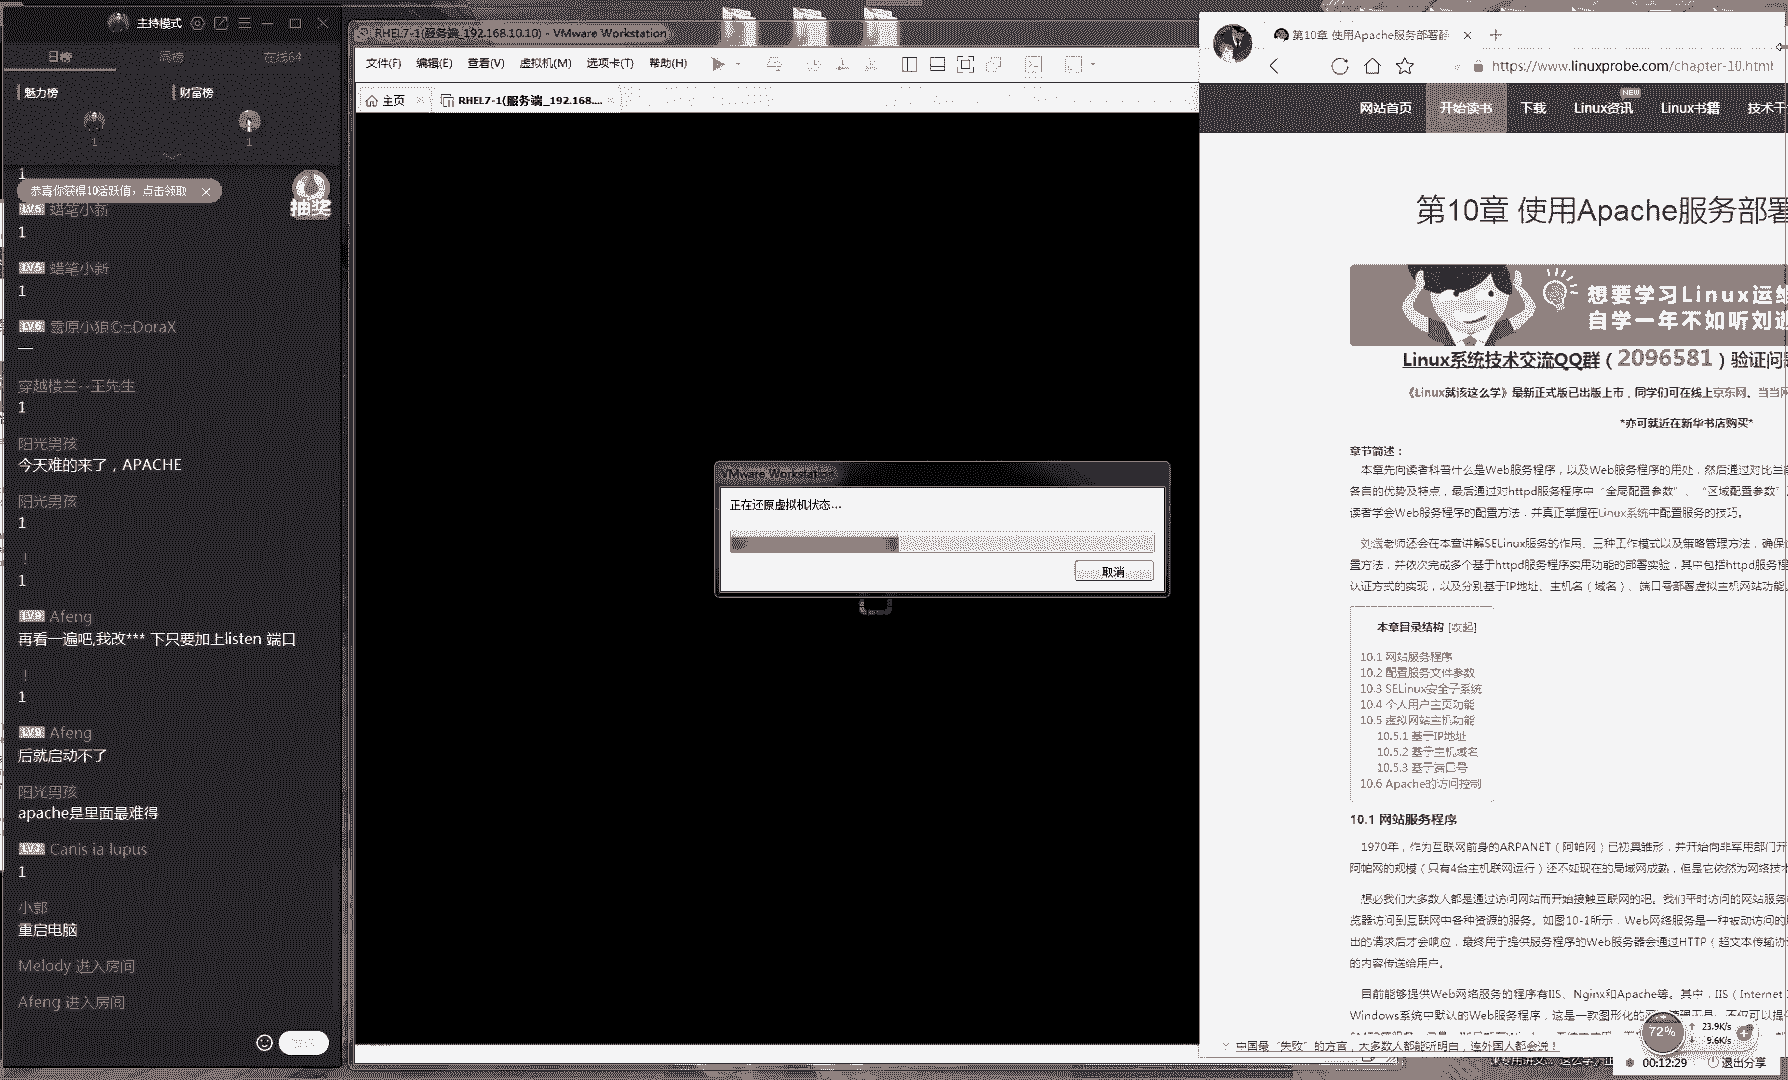 主持模式
日榜
周榜
在线64
魅力榜
财富榜
1
1
1
恭喜你获得10活跃值，点击领取
抽奖
LV.5 蜡笔小新
1
LV.5 蜡笔小新
1
LV.6 露原小狼©=DoraX
一
穿越楼兰--王先生
1
阳光男孩
今天难的来了，APACHE
阳光男孩
1
！
1
Afeng
再看一遍吧,我改*** 下只要加上listen 端口
！
1
Afeng
后就启动不了
阳光男孩
apache是里面最难得
Canis ia lupus
1
小郭
重启电脑
Melody 进入房间
Afeng 进入房间
RHEL7-1(服务端_192.168.10.10) - VMware Workstation
文件(F) 编辑(E) 查看(V) 虚拟机(M) 选项卡(T) 帮助(H)
主页
RHEL7-1(服务端_192.168....
VMware Workstation
正在还原虚拟机状态...
取消
第10章 使用Apache服务部署静
https://www.linuxprobe.com/chapter-10.html
网站首页 开始读书 下载 Linux资讯 NEW Linux书籍 技术干
第10章 使用Apache服务部署
想要学习Linux运维
自学一年不如听刘遄
Linux系统技术交流QQ群（2096581）验证问
《Linux就该这么学》最新正式版已出版上市，同学们可在线上京东网、当当网
*亦可就近在新华书店购买*
章节简述：
本章先向读者科普什么是Web服务程序，以及Web服务程序的用处，然后通过对比当
各自的优势及特点，最后通过对httpd服务程序中“全局配置参数”、“区域配置参数”
读者学会Web服务程序的配置方法，并真正掌握在Linux系统中配置服务的技巧。
刘遄老师还会在本章讲解SELinux服务的作用、三种工作模式以及策略管理方法，确保
置方法，并依次完成多个基于httpd服务程序实用功能的部署实验，其中包括httpd服务程
认证方式的实现，以及分别基于IP地址、主机名（域名）、端口号部署虚拟主机网站功能
本章目录结构 [收起]
10.1 网站服务程序
10.2 配置服务文件参数
10.3 SELinux安全子系统
10.4 个人用户主页功能
10.5 虚拟网站主机功能
10.5.1 基于IP地址
10.5.2 基于主机域名
10.5.3 基于端口号
10.6 Apache的访问控制
10.1 网站服务程序
1970年，作为互联网前身的ARPANET（阿帕网）已初具雏形，并开始向非军用部门开
阿帕网的规模（只有4台主机联网运行）还不如现在的局域网成熟，但是它依然为网络技术
想必我们大多数人都是通过访问网站而开始接触互联网的吧。我们平时访问的网站服务
览器访问到互联网中各种资源的服务。如图10-1所示，Web网络服务是一种被动访问的
出的请求后才会响应，最终用于提供服务程序的Web服务器会通过HTTP（超文本传输协
的内容传送给用户。
目前能够提供Web网络服务的程序有IIS、Nginx和Apache等。其中，IIS（Internet
Windows系统中默认的Web服务程序，这是一款图形化的网站管理工具，不仅可以提
中国最“失败”的方言，大多数人都能听明白，连外国人都会说！
72%
23.9K/s
9.6K/s
00:12:29
退出分享